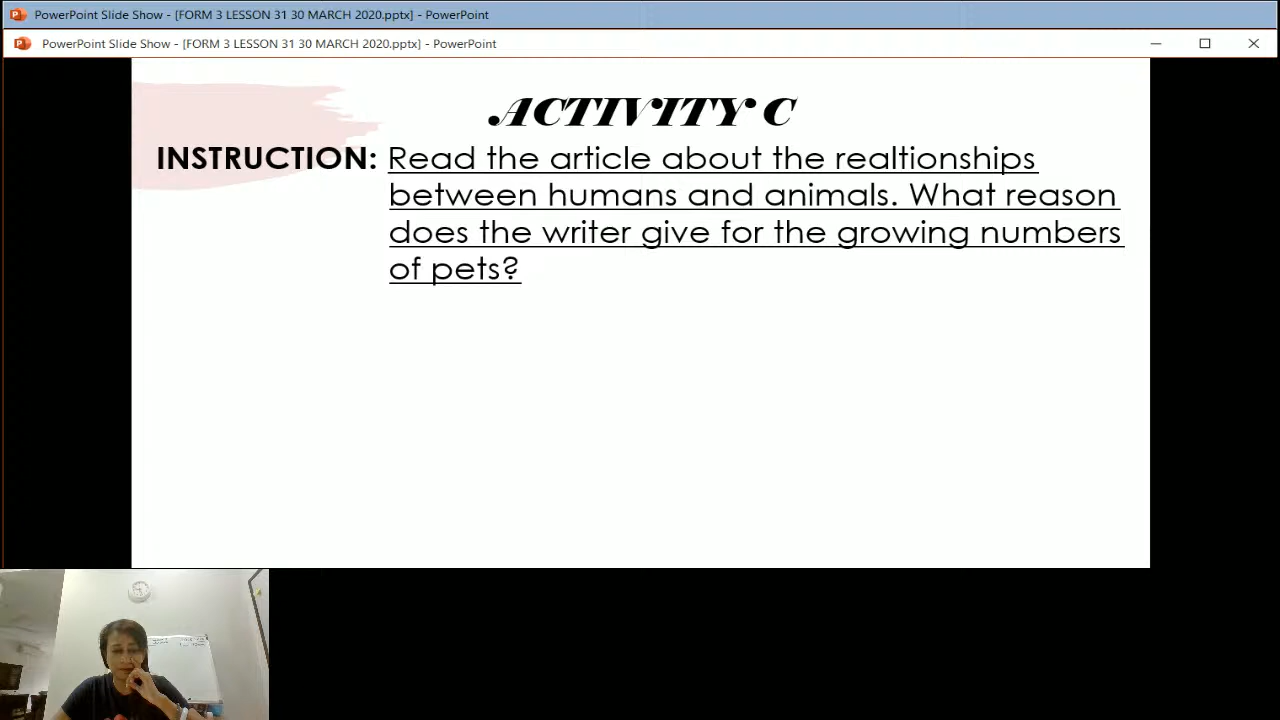 PowerPoint Slide Show - [FORM 3 LESSON 31 30 MARCH 2020.pptx] - PowerPoint
PowerPoint Slide Show - [FORM 3 LESSON 31 30 MARCH 2020.pptx] - PowerPoint
ACTIVITY C
INSTRUCTION: Read the article about the realtionships
between humans and animals. What reason
does the writer give for the growing numbers
of pets?